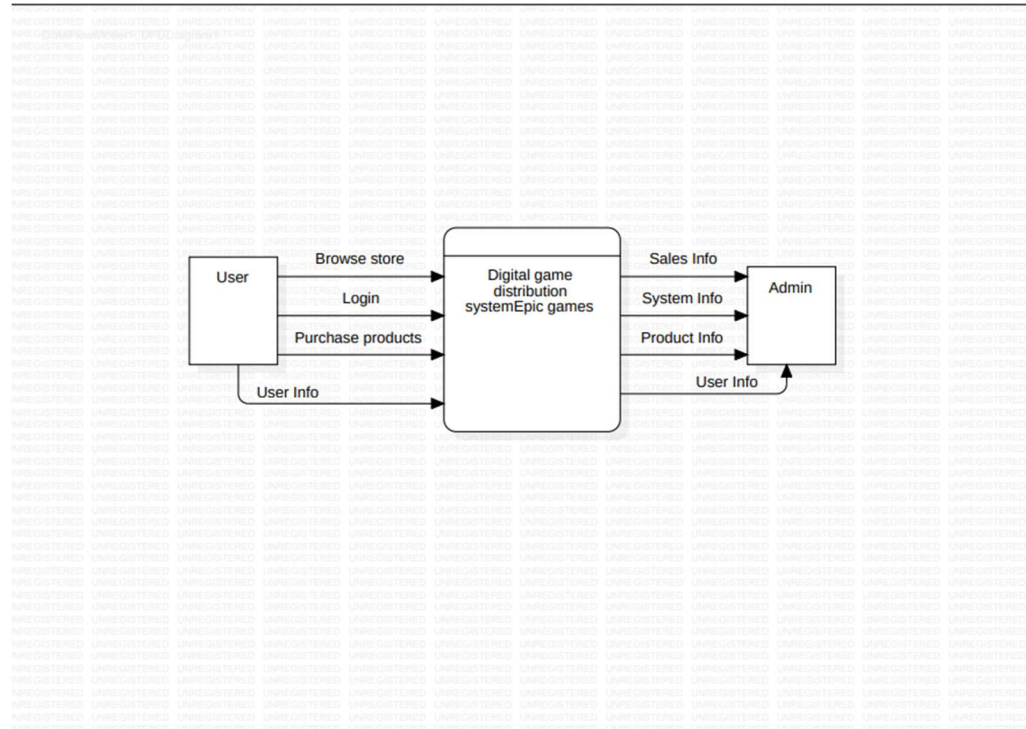 Browse store
Sales Info
User
Digital game
Admin
distribution
Login
System Info
systemEpic games
Purchase products
Product Info
User Info
User Info